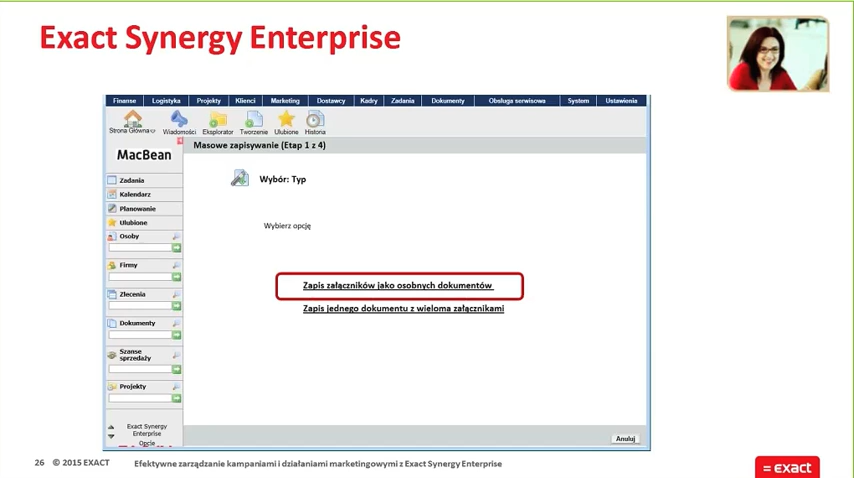 Exact Synergy Enterprise
Finanse Logistyka Projekty Klienci Marketing Dostawcy Kadry Zadania Dokumenty Obsługa serwisowa System Ustawienia
Strona Główna Wiadomości Eksplorator Tworzenie Ulubione Historia
MacBean
Masowe zapisywanie (Etap 1 z 4)
Wybór: Typ
Zadania
Kalendarz
Planowanie
Ulubione
Osoby
Firmy
Zlecenia
Dokumenty
Szanse
sprzedaży
Projekty
Wybierz opcję
Zapis załączników jako osobnych dokumentów
Zapis jednego dokumentu z wieloma załącznikami
Exact Synergy
Enterprise
Opcje
Anuluj
26 © 2015 EXACT Efektywne zarządzanie kampaniami i działaniami marketingowymi z Exact Synergy Enterprise
= exact